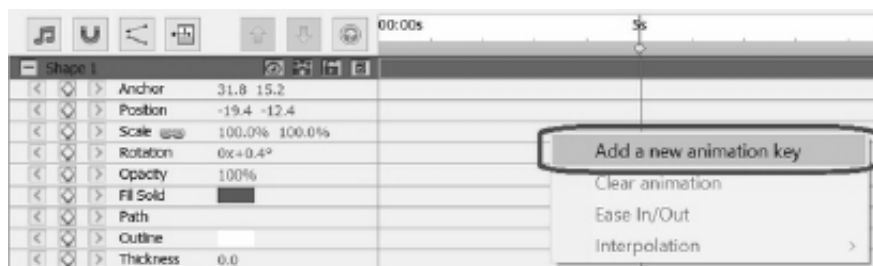 00:00s 5s
Shape 1
Anchor 31.8 15.2
Position -19.4 -12.4
Scale 100.0% 100.0%
Rotation 0x+0.4º
Opacity 100%
Fil Solid
Path
Outline
Thickness 0.0
Add a new animation key
Clear animation
Ease In/Out
Interpolation